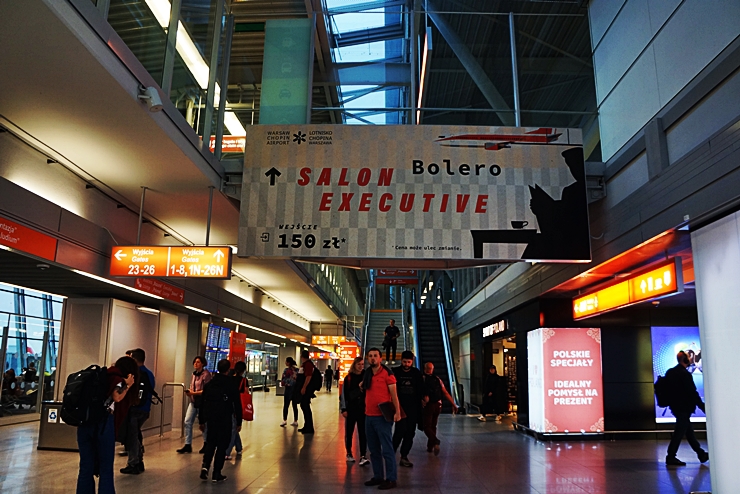 WARSAW
CHOPIN
AIRPORT
LOTNISKO
CHOPINA
WARSZAWA
SALON Bolero
EXECUTIVE
WEJŚCIE
150 zł*
*Cena może ulec zmianie.
Wyjścia
Gates
23-26
Wyjścia
Gates
1-8, 1N-26N
POLSKIE
SPECJAŁY
IDEALNY
POMYSŁ NA
PREZENT